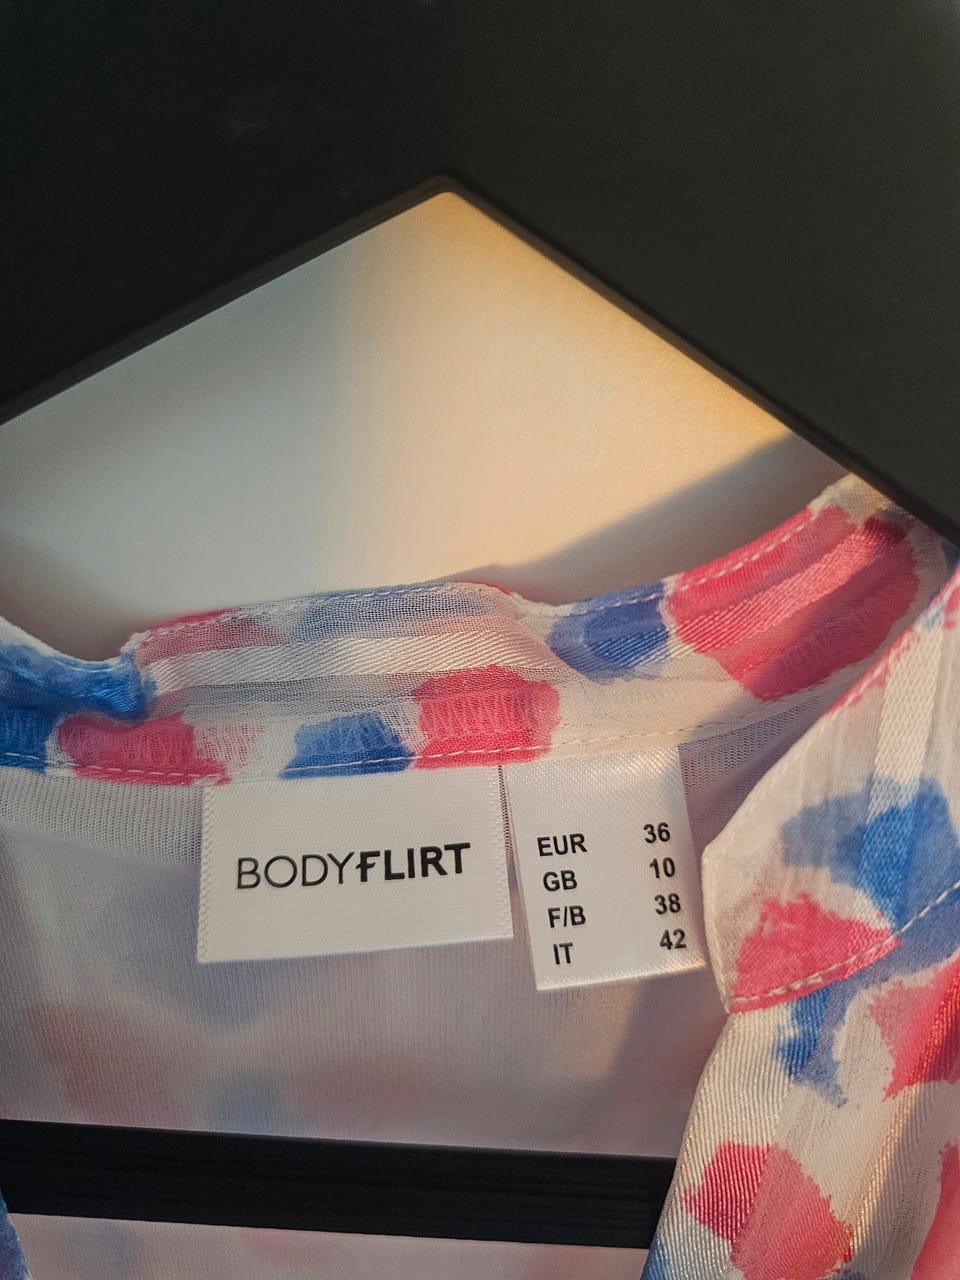 BODYFLIRT
EUR 36
GB 10
F/B 38
IT 42